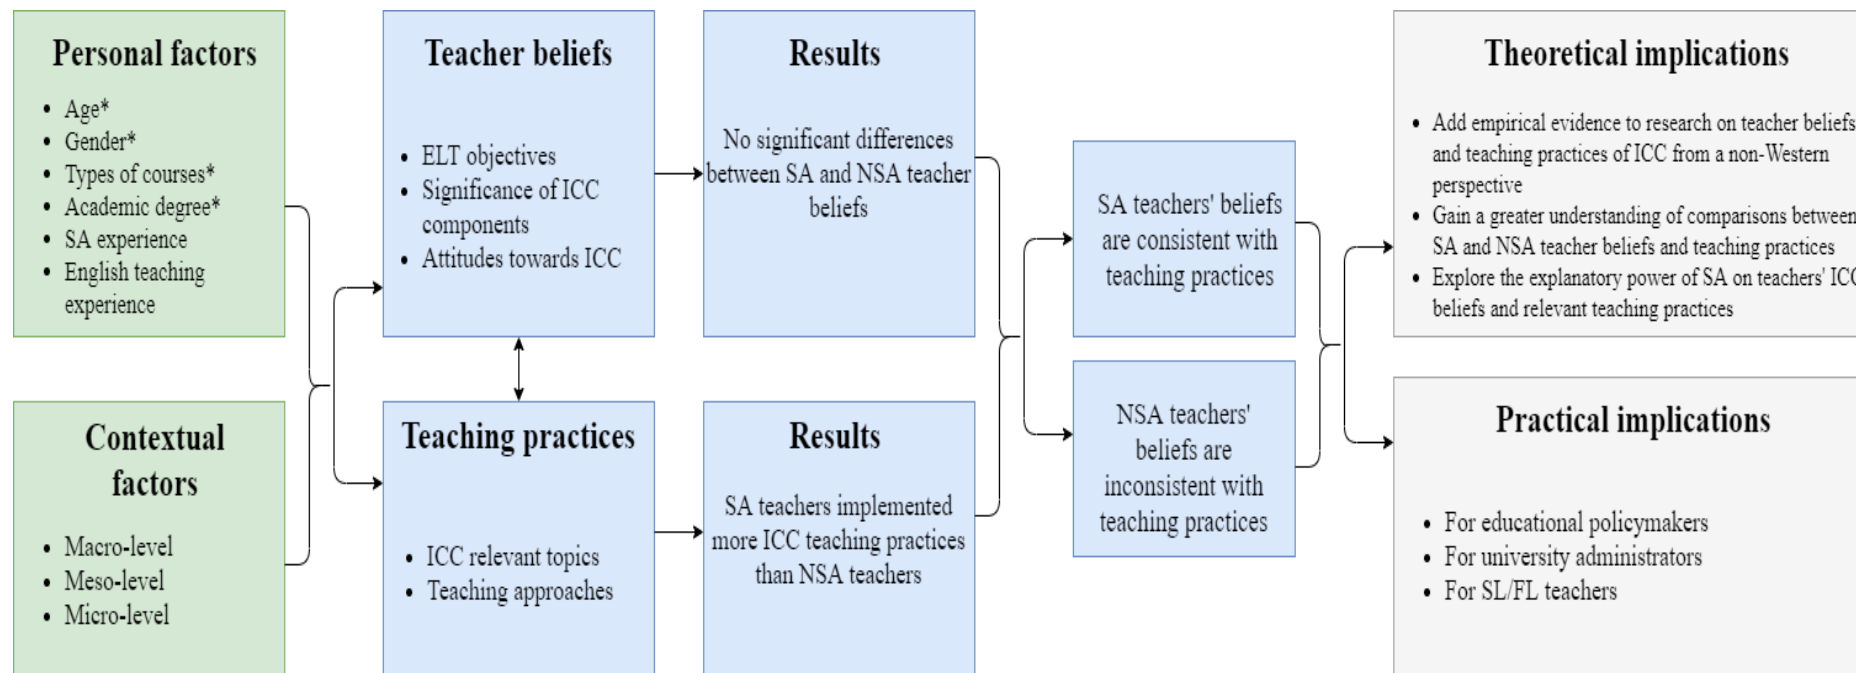 Personal factors
• Age*
• Gender*
• Types of courses*
• Academic degree*
• SA experience
• English teaching
experience
Contextual
factors
• Macro-level
• Meso-level
• Micro-level
Teacher beliefs
• ELT objectives
• Significance of ICC
components
• Attitudes towards ICC
Teaching practices
• ICC relevant topics
• Teaching approaches
Results
No significant differences
between SA and NSA teacher
beliefs
Results
SA teachers implemented
more ICC teaching practices
than NSA teachers
SA teachers' beliefs
are consistent with
teaching practices
NSA teachers'
beliefs are
inconsistent with
teaching practices
Theoretical implications
• Add empirical evidence to research on teacher beliefs
and teaching practices of ICC from a non-Western
perspective
• Gain a greater understanding of comparisons between
SA and NSA teacher beliefs and teaching practices
• Explore the explanatory power of SA on teachers' ICC
beliefs and relevant teaching practices
Practical implications
• For educational policymakers
• For university administrators
• For SL/FL teachers